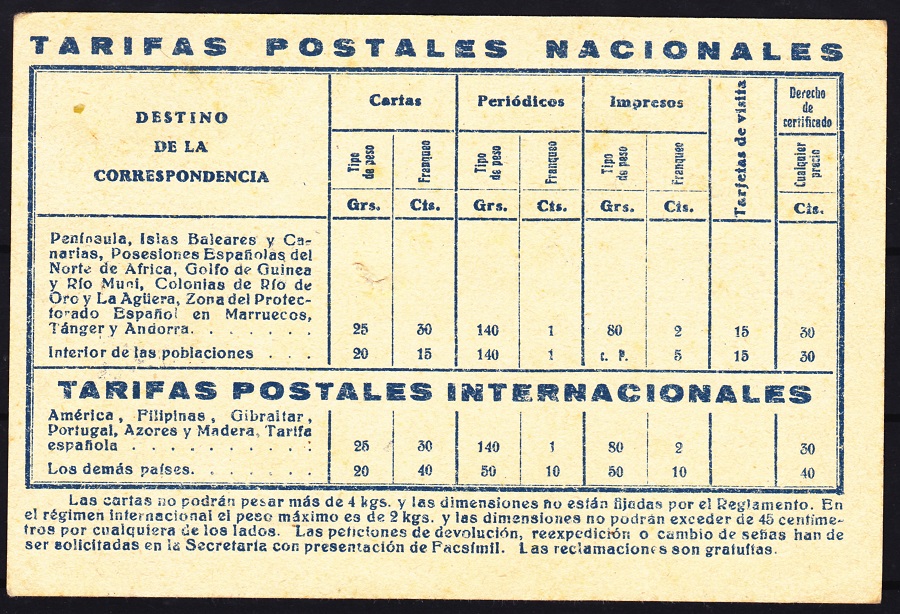 TARIFAS POSTALES NACIONALES
DESTINO
DE LA
CORRESPONDENCIA
Cartas Periódicos Impresos Tarjetas de visita Derecho de certificado
Tipo de peso Franqueo Tipo de peso Franqueo Tipo de peso Franqueo Cualquier precio
Grs. Cts. Grs. Cts. Grs. Cts. Cts.
Península, Islas Baleares y Ca-
narias, Posesiones Españolas del
Norte de Africa, Golfo de Guinea
y Río Muni, Colonias de Río de
Oro y La Agüera, Zona del Protec-
torado Español en Marruecos,
Tánger y Andorra. . . . . . . 25 30 140 1 80 2 15 30
Interior de las poblaciones . . . 20 15 140 1 t. P. 5 15 30
TARIFAS POSTALES INTERNACIONALES
América, Filipinas, Gibraltar,
Portugal, Azores y Madera, Tarifa
española . . . . . . . . . . 25 30 140 1 80 2 30
Los demás países. . . . . . . 20 40 50 10 50 10 40
Las cartas no podrán pesar más de 4 kgs. y las dimensiones no están fijadas por el Reglamento. En
el régimen internacional el peso máximo es de 2 kgs. y las dimensiones no podrán exceder de 45 centíme-
tros por cualquiera de los lados. Las peticiones de devolución, reexpedición o cambio de señas han de
ser solicitadas en la Secretaría con presentación de Facsímil. Las reclamaciones son gratuitas.